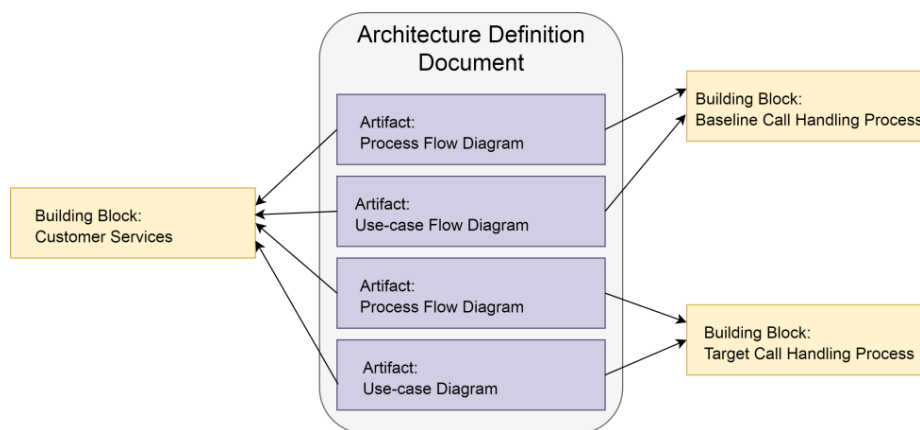 Architecture Definition
Document
Artifact:
Process Flow Diagram
Artifact:
Use-case Flow Diagram
Artifact:
Process Flow Diagram
Artifact:
Use-case Diagram
Building Block:
Customer Services
Building Block:
Baseline Call Handling Process
Building Block:
Target Call Handling Process